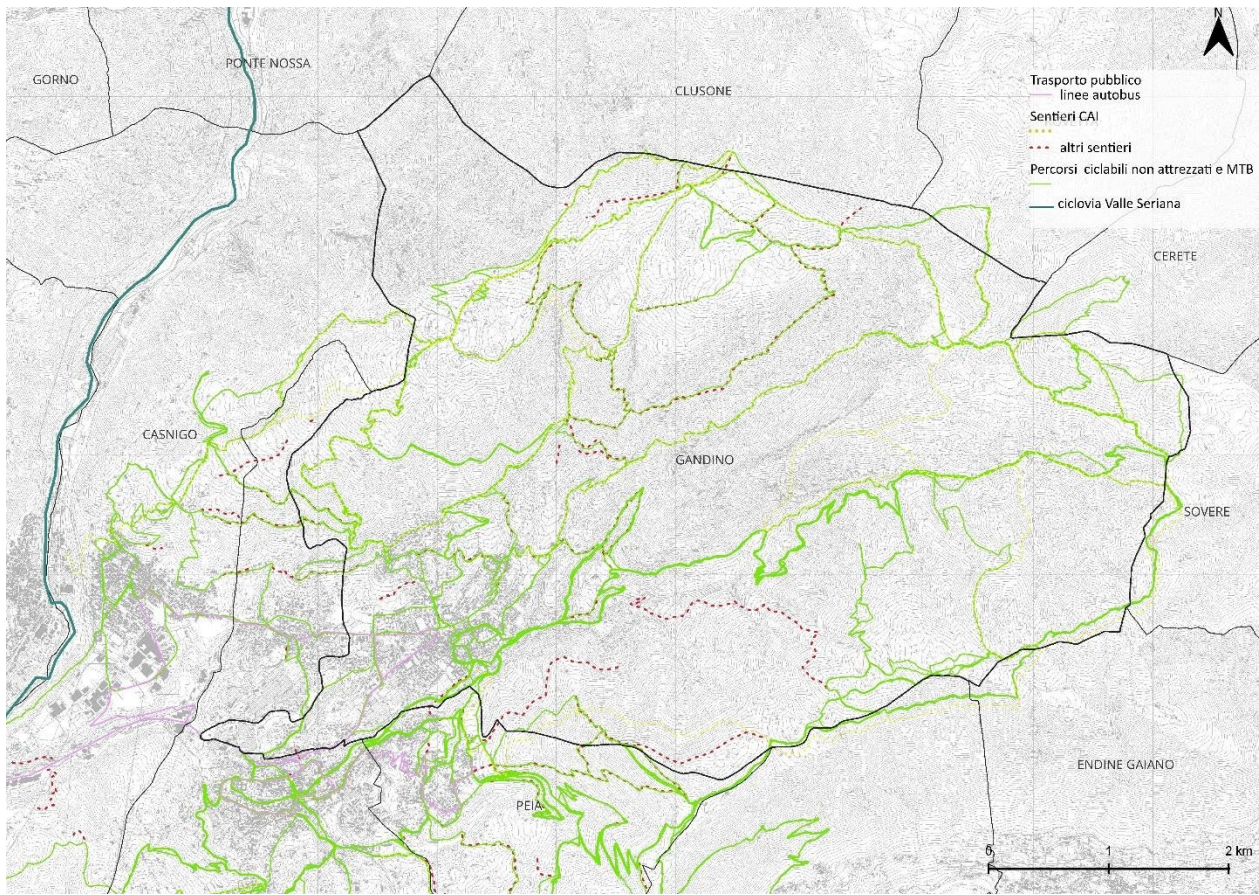 N
PONTE NOSSA
GORNO
CLUSONE
Trasporto pubblico
linee autobus
Sentieri CAI
altri sentieri
Percorsi ciclabili non attrezzati e MTB
ciclovia Valle Seriana
CERETE
CASNIGO
GANDINO
SOVERE
ENDINE GAIANO
PEIA
0 1 2 km